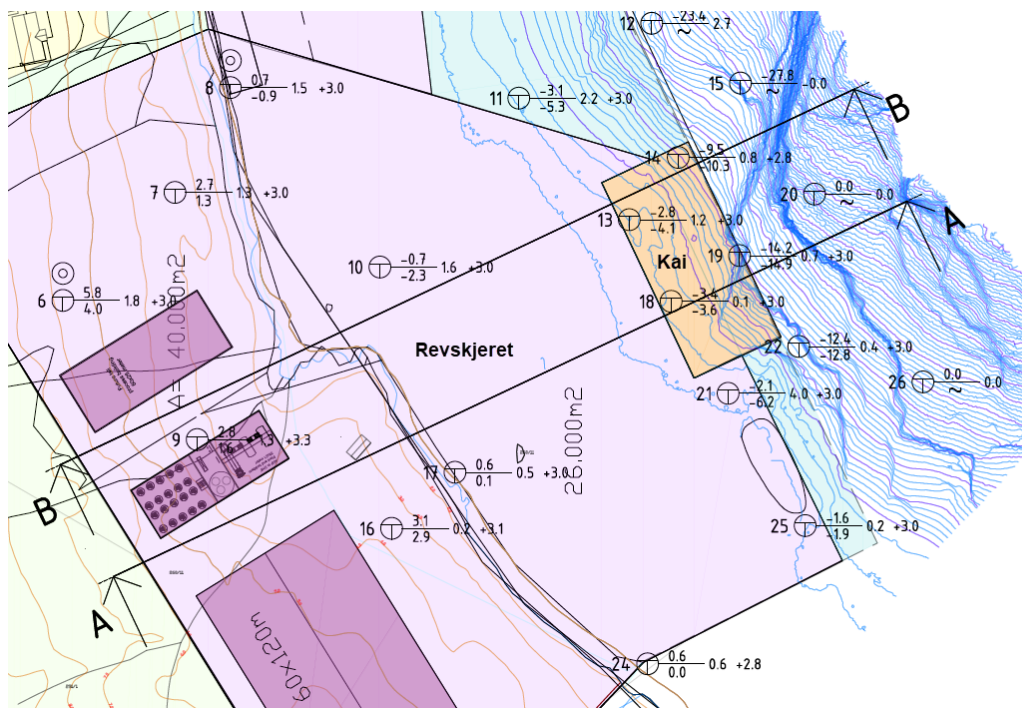 12 -23.4 ~ 2.7
8 0.7 -0.9 1.5 +3.0
15 -27.8 ~ -0.0
11 -3.1 -5.3 2.2 +3.0
B
14 -9.5 -10.3 0.8 +2.8
7 2.7 1.3 1.3 +3.0
20 0.0 ~ 0.0
A
13 -2.8 -4.1 1.2 +3.0
19 -14.2 -14.9 0.7 +3.0
Kai
10 -0.7 -2.3 1.6 +3.0
6 5.8 4.0 1.8 +3.0
18 -3.4 -3.6 0.1 +3.0
A= 40.000m2
Revskjeret
22 -12.4 -12.8 0.4 +3.0
26 0.0 ~ 0.0
21 -2.1 -6.2 4.0 +3.0
26.000m2
9 2.8 1.3 +3.3
17 0.6 0.1 0.5 +3.0
B
16 3.1 2.9 0.2 +3.1
25 -1.6 -1.9 0.2 +3.0
A
60x120m
24 0.6 0.0 0.6 +2.8